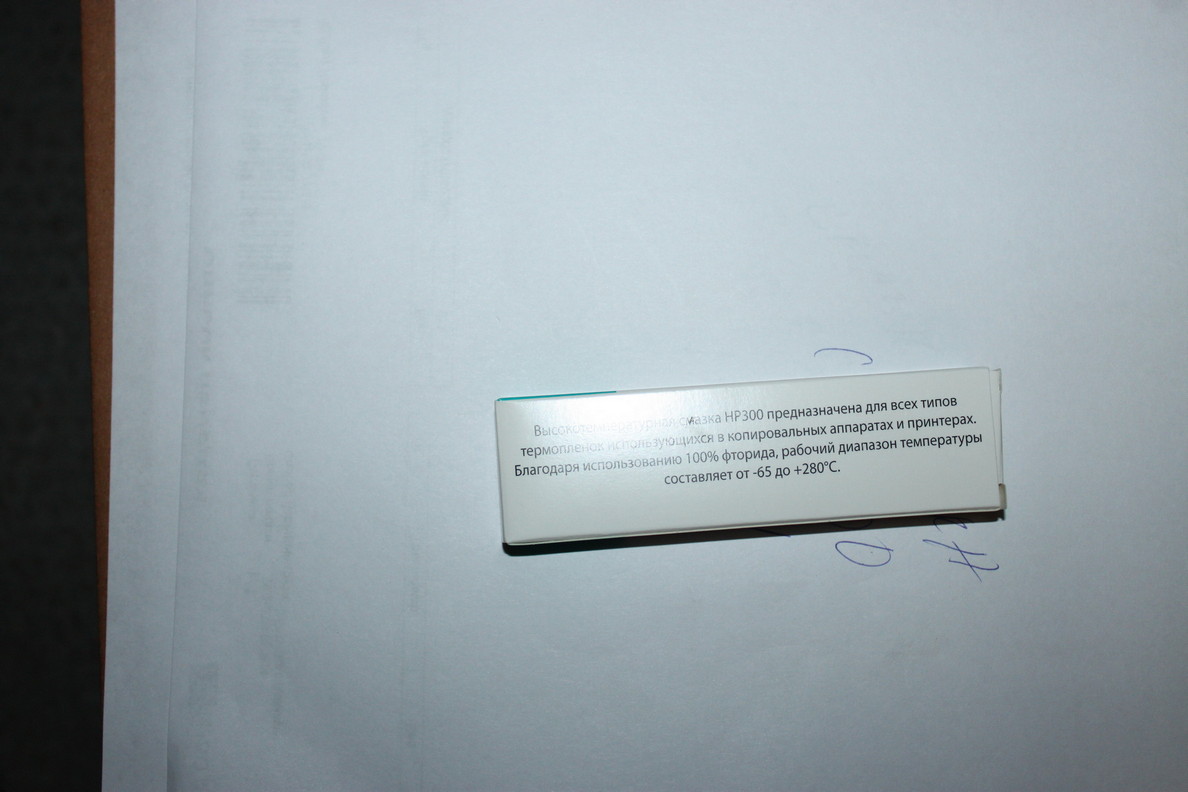 Высокотемпературная смазка HP300 предназначена для всех типов
термопленок использующихся в копировальных аппаратах и принтерах.
Благодаря использованию 100% фторида, рабочий диапазон температуры
составляет от -65 до +280°C.